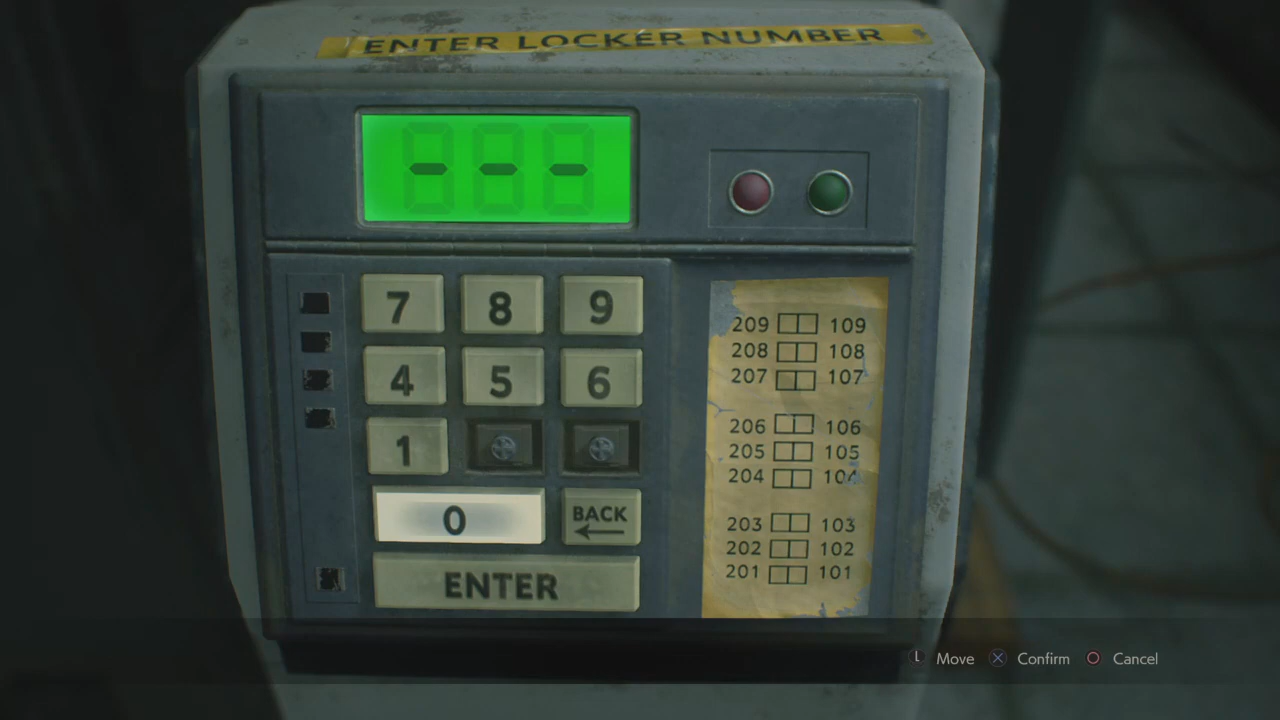 ENTER LOCKER NUMBER
---
7 8 9
4 5 6
1
0 BACK
ENTER
209 109
208 108
207 107
206 106
205 105
204 104
203 103
202 102
201 101
L Move Confirm Cancel